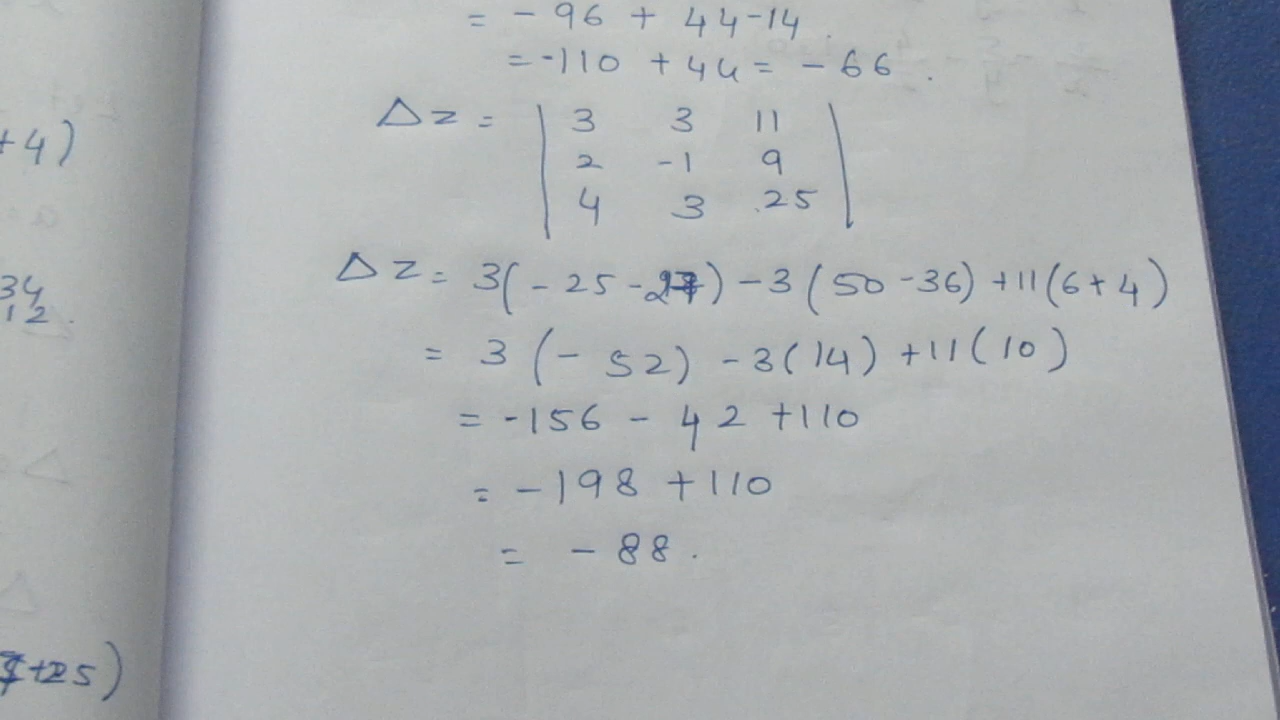 = - 96 + 44-14 .
= -110 + 44 = - 66 .
+4)
Δz = | 3 3 11 |
| 2 -1 9 |
| 4 3 .25 |
34
12 .
Δz = 3( - 25 - 27) - 3 ( 50 - 36) + 11 (6 + 4 )
= 3 (- 52) - 3( 14) + 11 ( 10 )
= -156 - 42 + 110
= - 198 + 110
= - 88 .
+25)